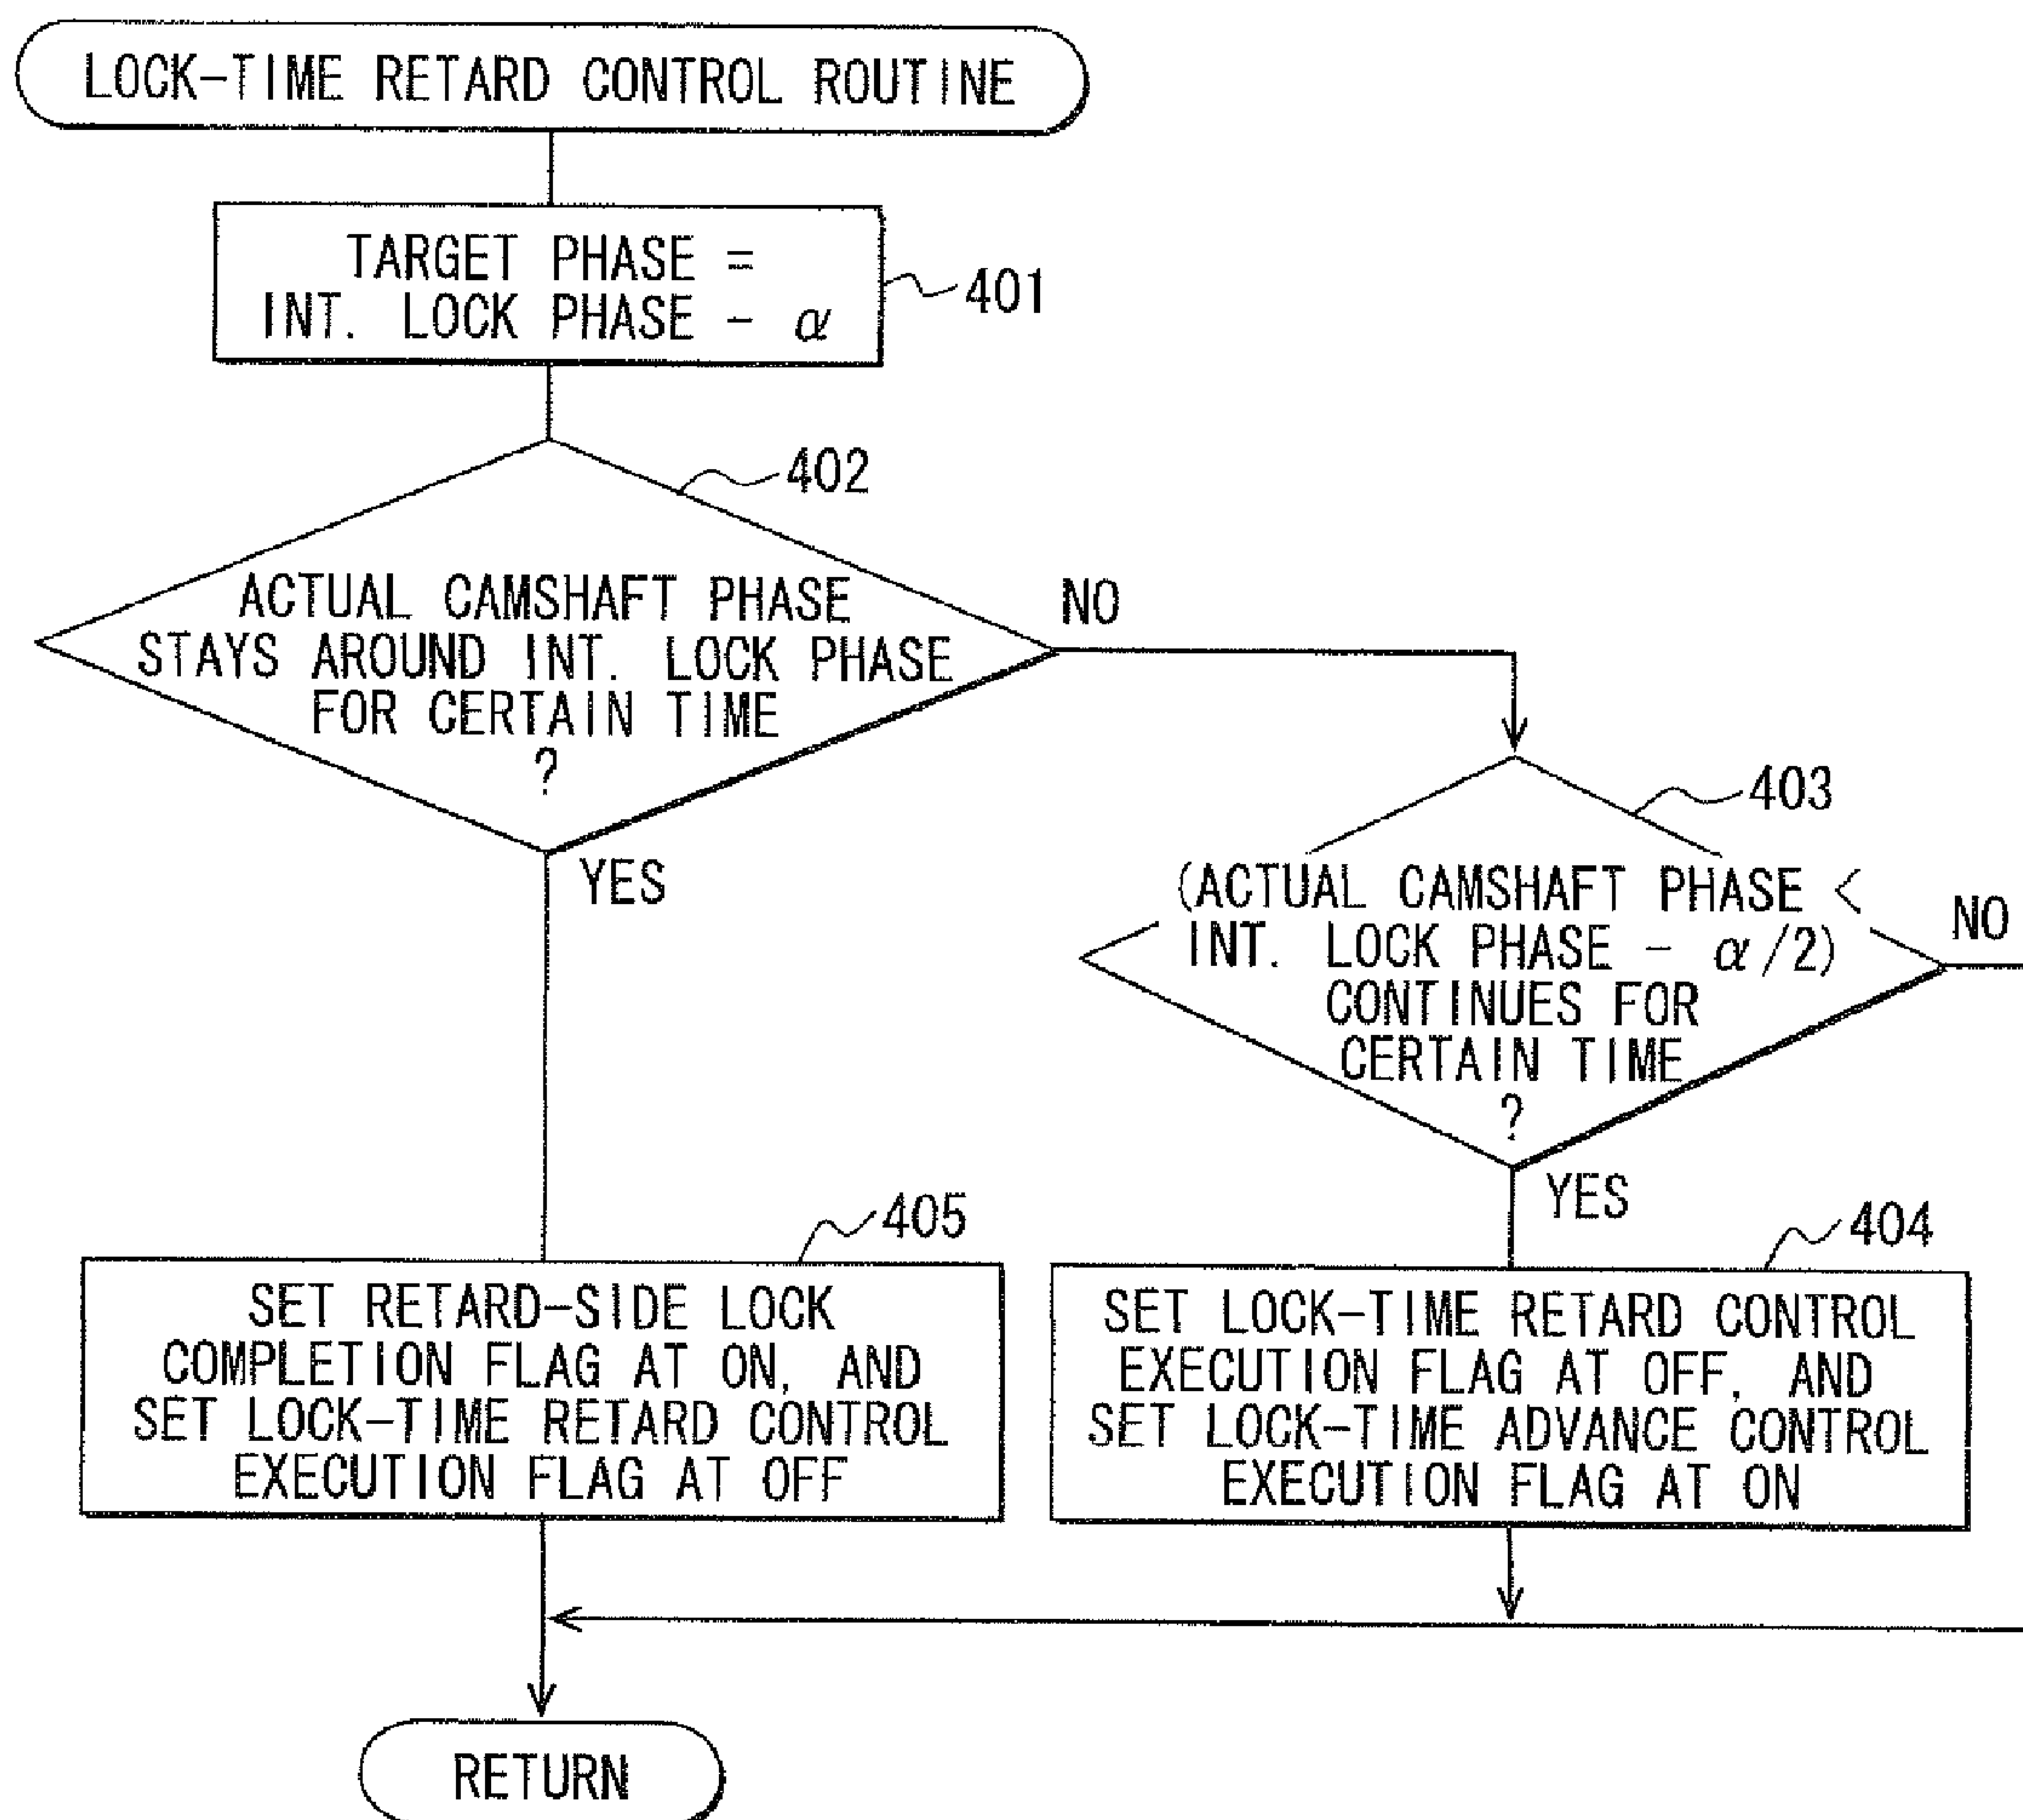 LOCK-TIME RETARD CONTROL ROUTINE
TARGET PHASE =
INT. LOCK PHASE - α
401
402
ACTUAL CAMSHAFT PHASE
STAYS AROUND INT. LOCK PHASE
FOR CERTAIN TIME
?
NO
YES
403
(ACTUAL CAMSHAFT PHASE <
INT. LOCK PHASE - α/2)
CONTINUES FOR
CERTAIN TIME
?
NO
YES
405
SET RETARD-SIDE LOCK
COMPLETION FLAG AT ON, AND
SET LOCK-TIME RETARD CONTROL
EXECUTION FLAG AT OFF
404
SET LOCK-TIME RETARD CONTROL
EXECUTION FLAG AT OFF, AND
SET LOCK-TIME ADVANCE CONTROL
EXECUTION FLAG AT ON
RETURN